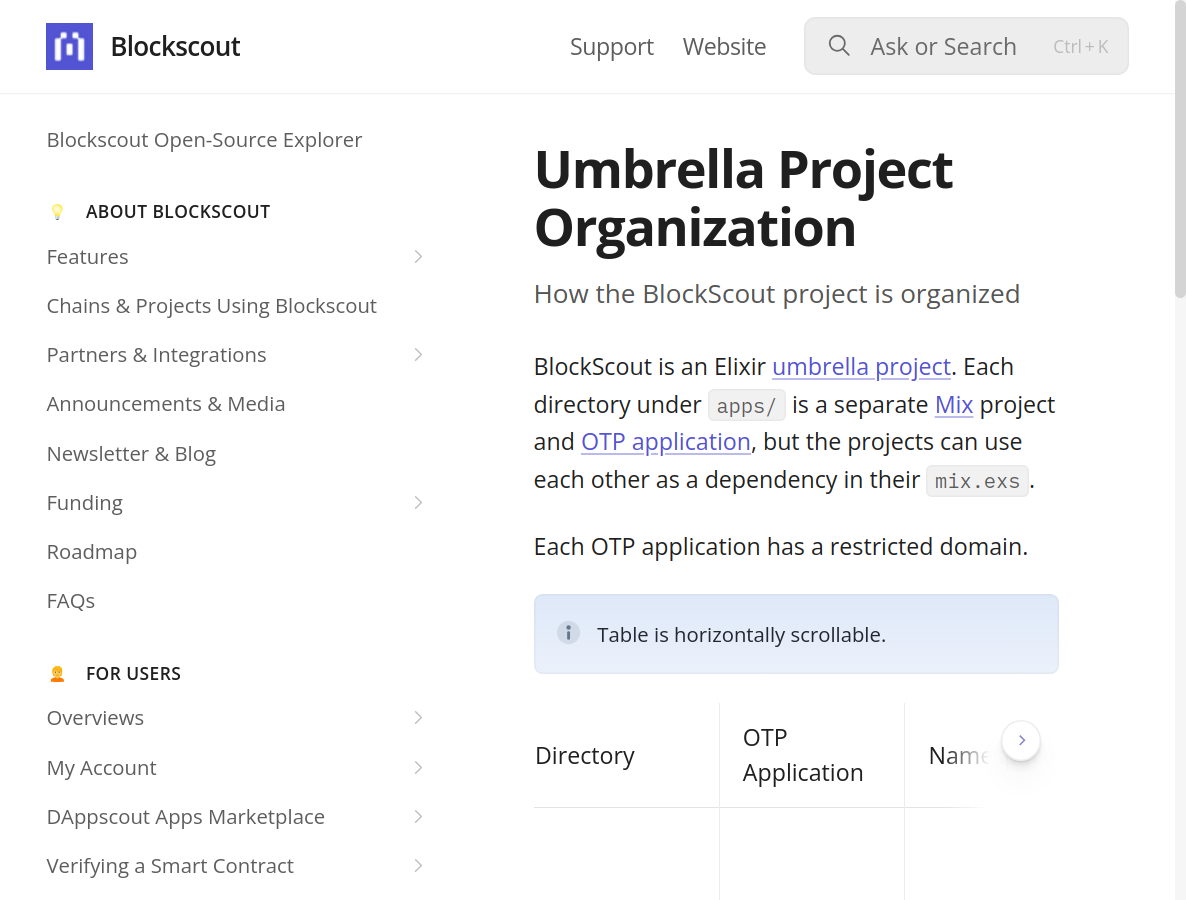 Blockscout
Support
Website
Ask or Search
Ctrl + K
Blockscout Open-Source Explorer
ABOUT BLOCKSCOUT
Features
Chains & Projects Using Blockscout
Partners & Integrations
Announcements & Media
Newsletter & Blog
Funding
Roadmap
FAQs
FOR USERS
Overviews
My Account
DAppscout Apps Marketplace
Verifying a Smart Contract
Umbrella Project
Organization
How the BlockScout project is organized
BlockScout is an Elixir umbrella project. Each
directory under apps/ is a separate Mix project
and OTP application, but the projects can use
each other as a dependency in their mix.exs.
Each OTP application has a restricted domain.
Table is horizontally scrollable.
Directory
OTP
Application
Name